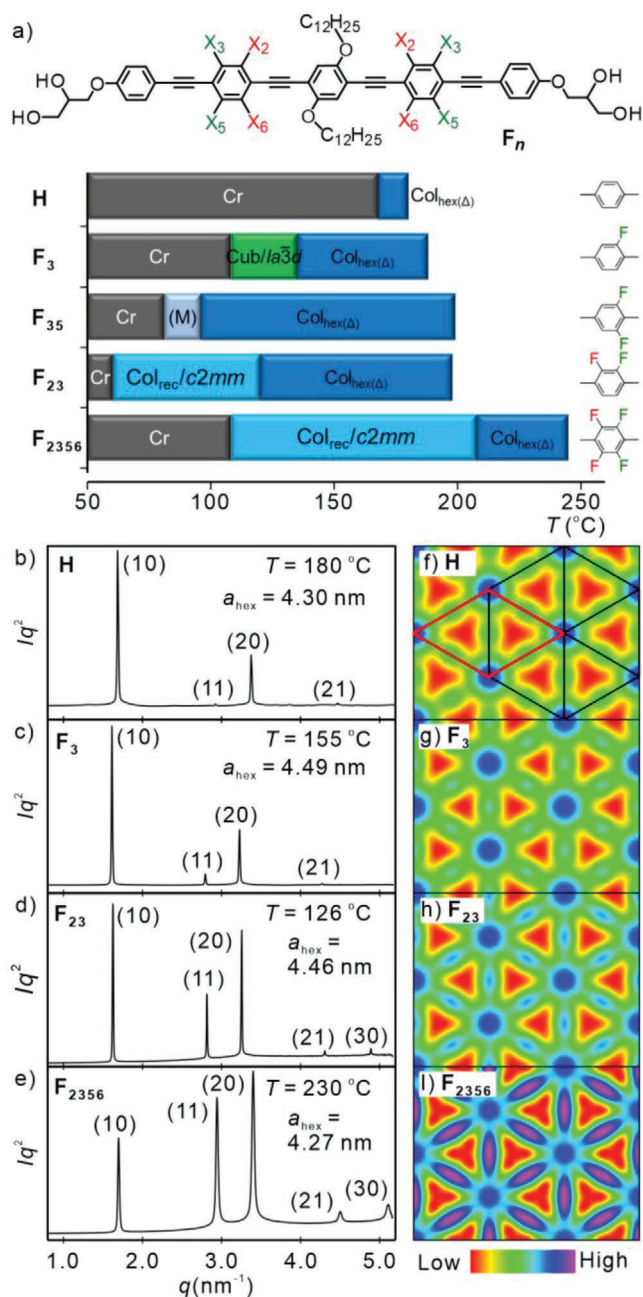 a)
C₁₂H₂₅
X₃ X₂ O X₂ X₃
OH O O OH
HO OH
X₅ X₆ O X₆ X₅
C₁₂H₂₅ Fn
H Cr Colhex(Δ)
F₃ Cr Cub/Ia3̅d Colhex(Δ) F
F₃₅ Cr (M) Colhex(Δ) F F
F₂₃ Cr Colrec/c2mm Colhex(Δ) F F
F₂₃₅₆ Cr Colrec/c2mm Colhex(Δ) F F F F
50 100 150 200 250
T (°C)
b) H (10) T = 180 °C
ahex = 4.30 nm
(20)
(11) (21)
Iq²
c) F₃ (10) T = 155 °C
ahex = 4.49 nm
(20)
(11) (21)
Iq²
d) F₂₃ (10) T = 126 °C
(20) ahex =
4.46 nm
(11)
(21) (30)
Iq²
e) F₂₃₅₆ (20) T = 230 °C
(10) (11) ahex =
4.27 nm
(21) (30)
Iq²
1.0 2.0 3.0 4.0 5.0
q(nm⁻¹)
f) H
g) F₃
h) F₂₃
I) F₂₃₅₆
Low High